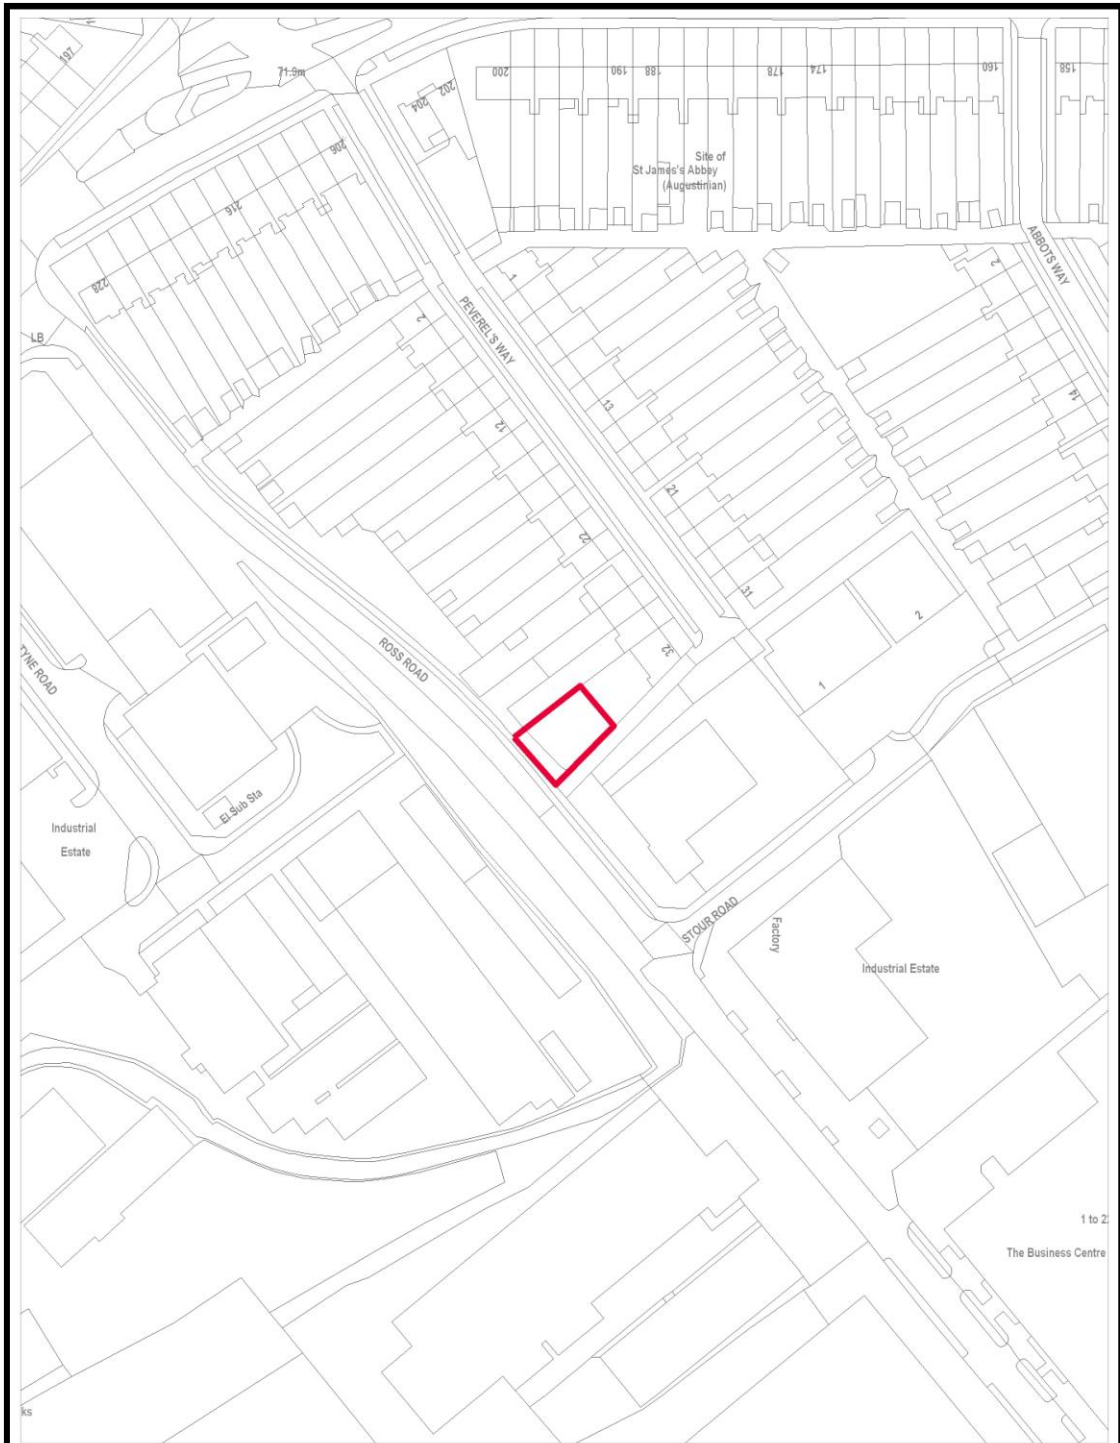 197
71.9m
204
202
200
190
188
178
174
160
158
206
216
228
Site of
St James's Abbey
(Augustinian)
ABBOTS WAY
LB
2
1
PEVEREL'S WAY
2
14
12
13
21
22
31
32
2
1
ROSS ROAD
TYNE ROAD
El Sub Sta
Industrial
Estate
STOUR ROAD
Factory
Industrial Estate
1 to
The Business Centre
ks